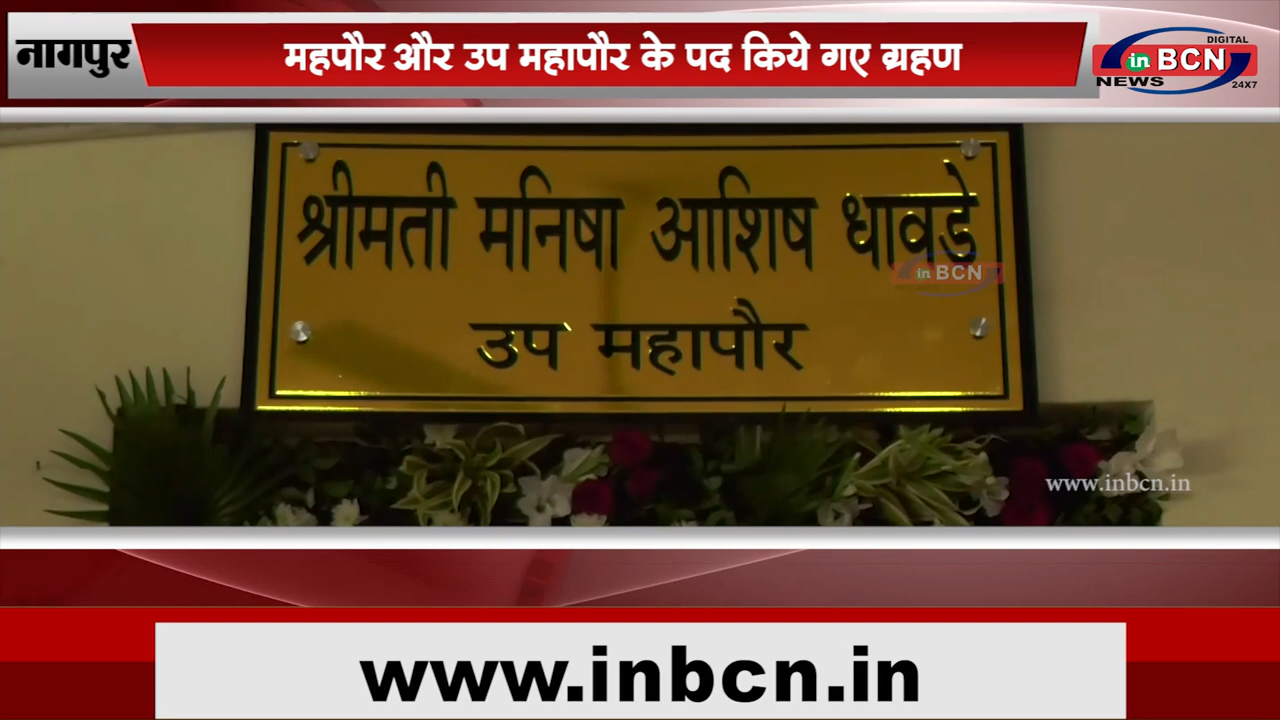 नागपुर
महपौर और उप महापौर के पद किये गए ग्रहण
DIGITAL
in BCN
NEWS
24X7
श्रीमती मनिषा आशिष धावडे
in BCN
उप महापौर
www.inbcn.in
www.inbcn.in